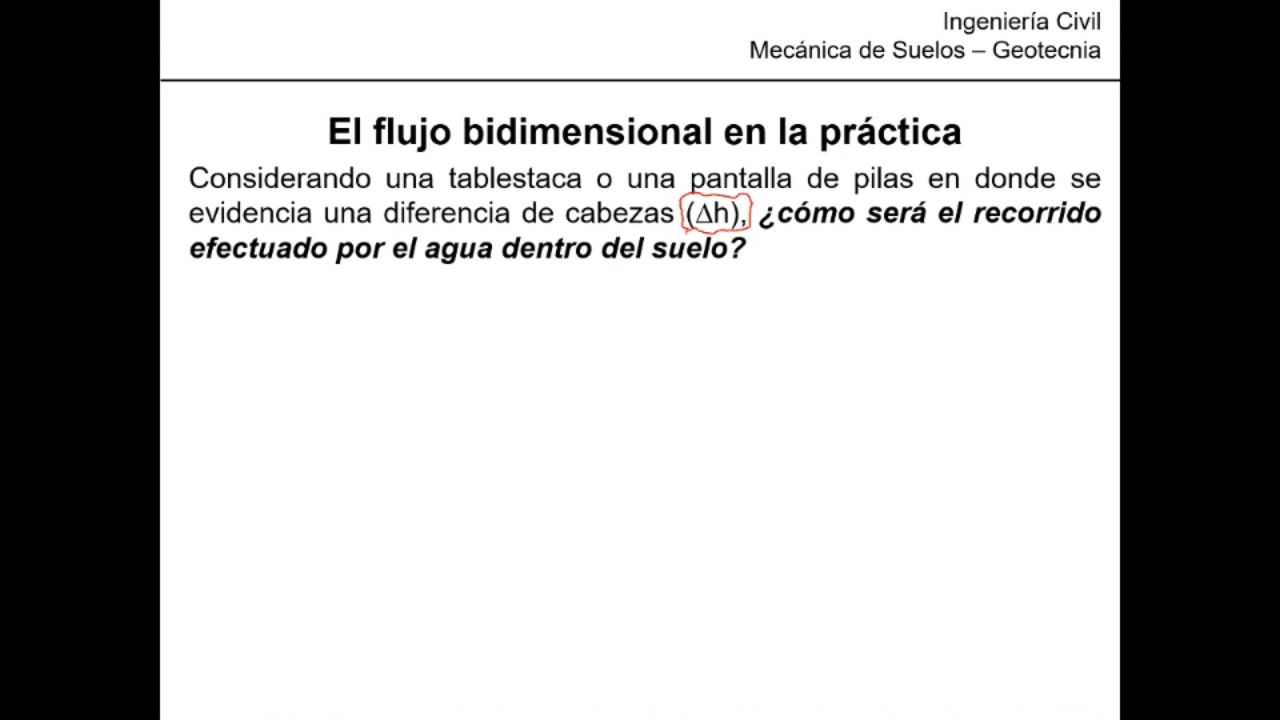 Ingeniería Civil
Mecánica de Suelos – Geotecnia
El flujo bidimensional en la práctica
Considerando una tablestaca o una pantalla de pilas en donde se
evidencia una diferencia de cabezas (Δh), ¿cómo será el recorrido
efectuado por el agua dentro del suelo?